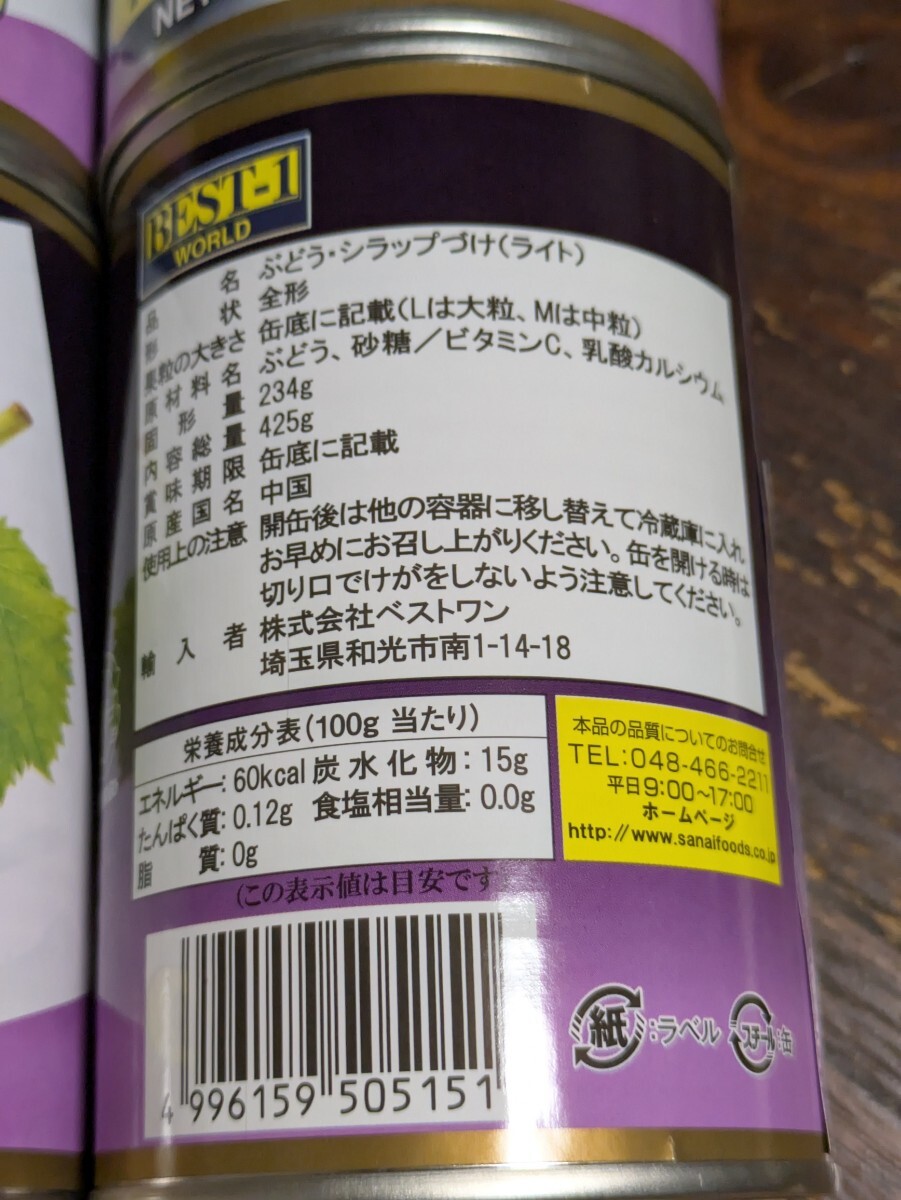 NE
BEST-1
WORLD
品名 ぶどう・シラップづけ(ライト)
形状 全形
果粒の大きさ 缶底に記載(Lは大粒、Mは中粒)
原材料名 ぶどう、砂糖／ビタミンC、乳酸カルシウム
固形量 234g
内容総量 425g
賞味期限 缶底に記載
原産国名 中国
使用上の注意 開缶後は他の容器に移し替えて冷蔵庫に入れ
お早めにお召し上がりください。缶を開ける時は
切り口でけがをしないよう注意してください。
輸入者 株式会社ベストワン
埼玉県和光市南1-14-18
栄養成分表(100g 当たり)
エネルギー:60kcal 炭水化物:15g
たんぱく質:0.12g 食塩相当量:0.0g
脂質:0g
(この表示値は目安です
本品の品質についてのお問合せ
TEL:048-466-2211
平日9:00～17:00
ホームページ
http://www.sanaifoods.co.jp
4 996159 505151
紙:ラベル
スチール:缶